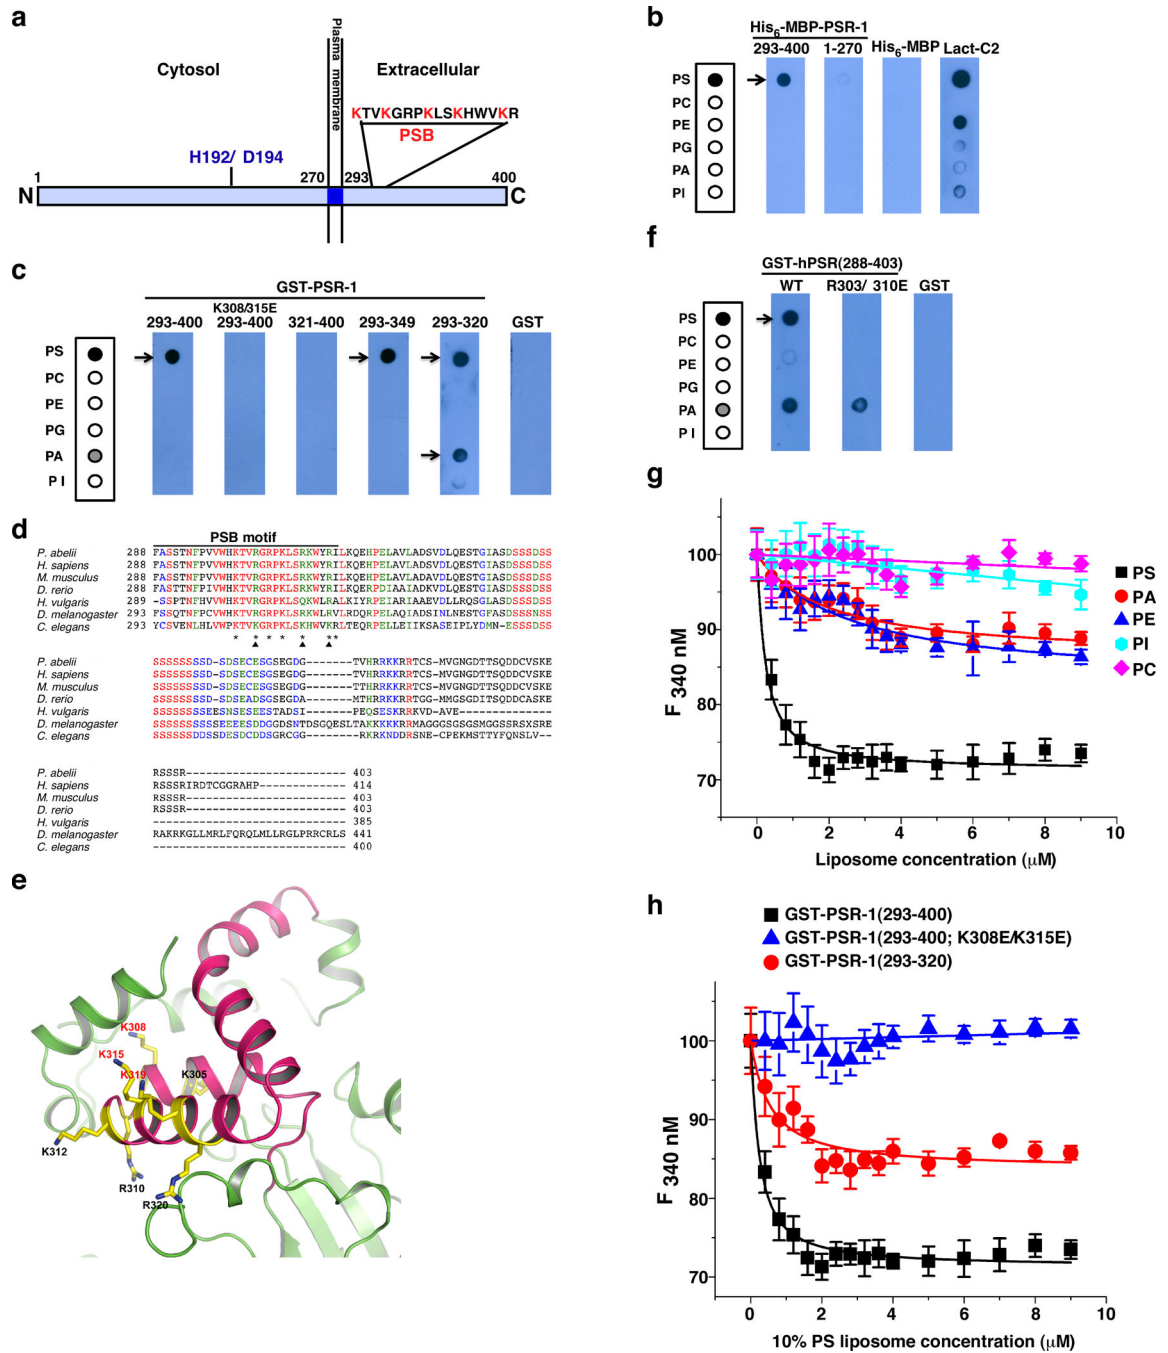 a
Cytosol
Plasma membrane
Extracellular
KTVKGRPKLSKHWVKR
PSB
H192/ D194
1 270 293 400
N C
b
His6-MBP-PSR-1
293-400 1-270 His6-MBP Lact-C2
PS
PC
PE
PG
PA
PI
c
GST-PSR-1
K308/315E
293-400 293-400 321-400 293-349 293-320 GST
PS
PC
PE
PG
PA
PI
f
GST-hPSR(288-403)
WT R303/ 310E GST
PS
PC
PE
PG
PA
PI
d
PSB motif
P. abelii 288
H. sapiens 288
M. musculus 288
D. rerio 288
H. vulgaris 289
D. melanogaster 293
C. elegans 293
P. abelii
H. sapiens
M. musculus
D. rerio
H. vulgaris
D. melanogaster
C. elegans
P. abelii RSSSR 403
H. sapiens RSSSRIRDTCGGRAHP 414
M. musculus RSSSR 403
D. rerio RSSSR 403
H. vulgaris 385
D. melanogaster RAKRKGLLMRLFQRQLMLLRGLPRRCRLS 441
C. elegans 400
e
K308
K315
K319
K305
K312
R310
R320
g
F 340 nM
100
90
80
70
0 2 4 6 8 10
Liposome concentration (μM)
PS
PA
PE
PI
PC
h
GST-PSR-1(293-400)
GST-PSR-1(293-400; K308E/K315E)
GST-PSR-1(293-320)
F 340 nM
100
90
80
70
0 2 4 6 8 10
10% PS liposome concentration (μM)